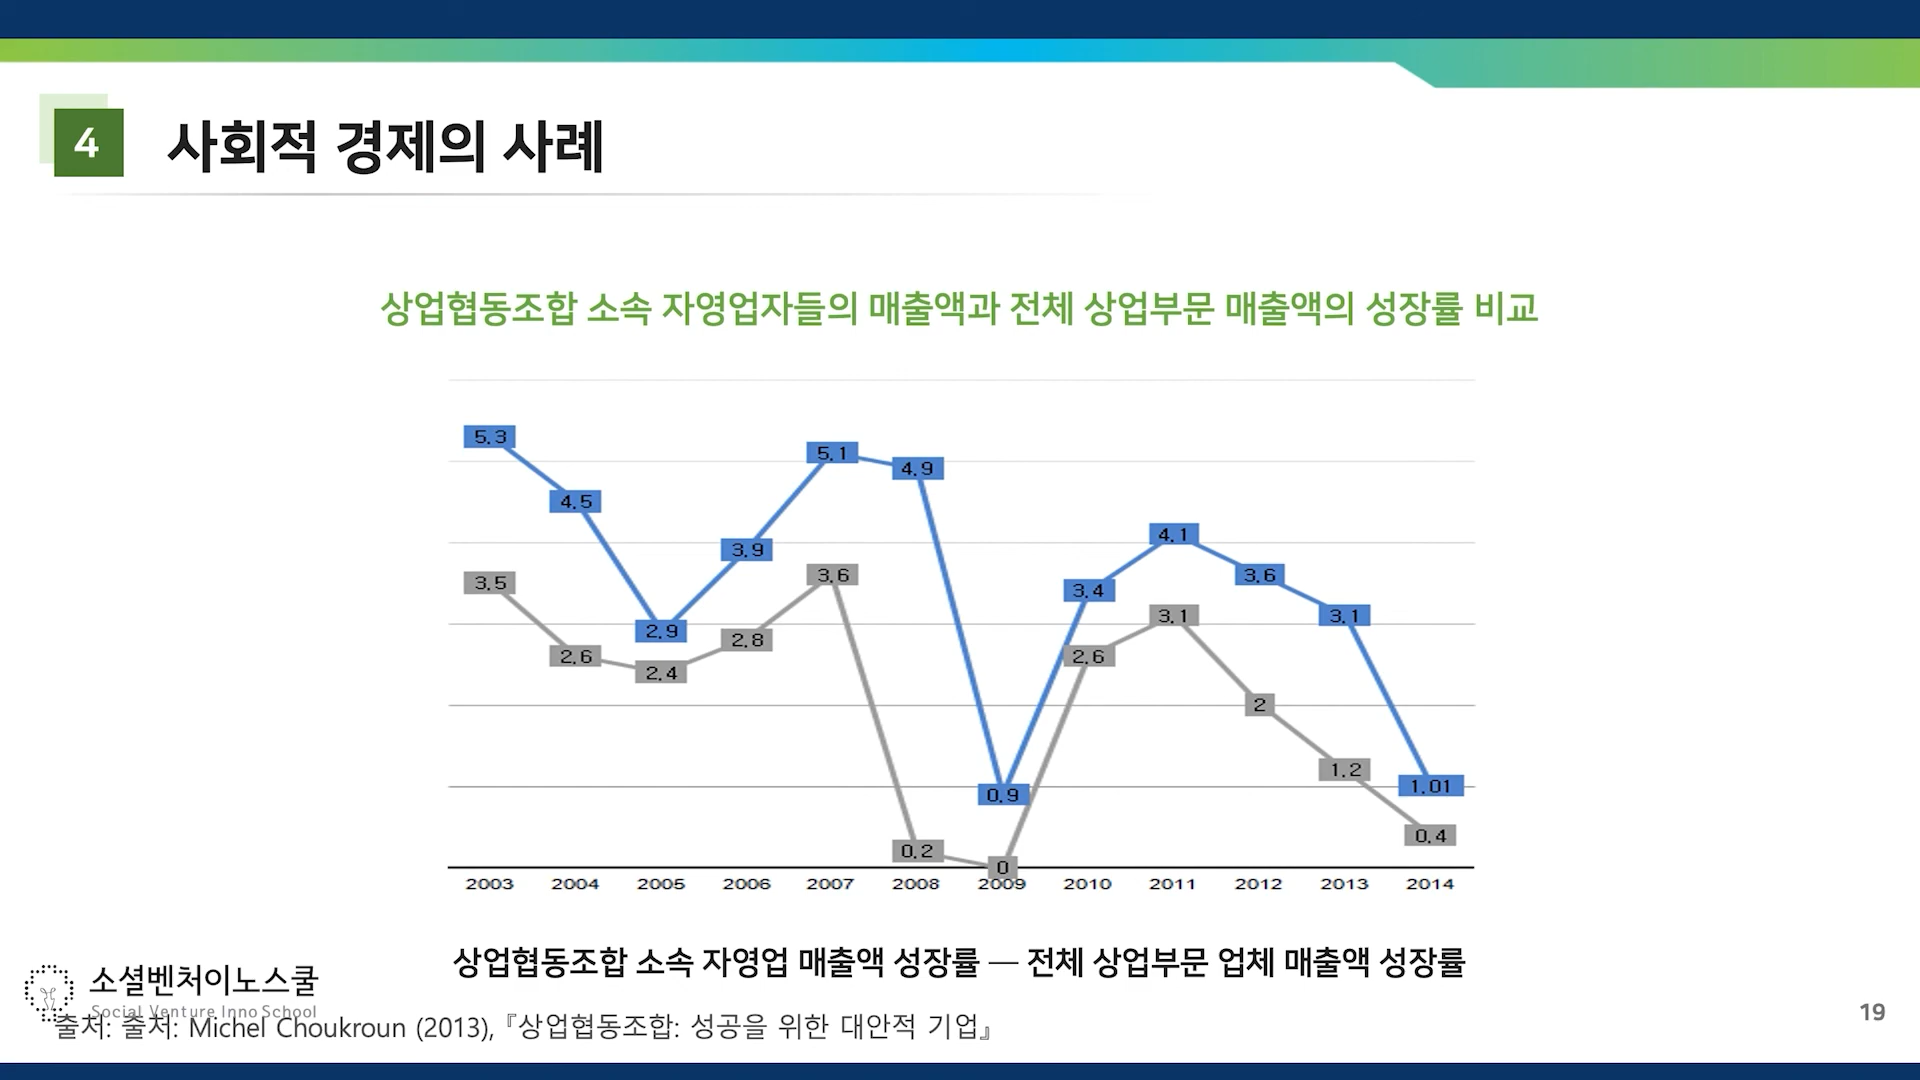 4 사회적 경제의 사례
상업협동조합 소속 자영업자들의 매출액과 전체 상업부문 매출액의 성장률 비교
5.3 4.5 2.9 3.9 5.1 4.9 0.9 3.4 4.1 3.6 3.1 1.01
3.5 2.6 2.4 2.8 3.6 0.2 0 2.6 3.1 2 1.2 0.4
2003 2004 2005 2006 2007 2008 2009 2010 2011 2012 2013 2014
상업협동조합 소속 자영업 매출액 성장률 — 전체 상업부문 업체 매출액 성장률
소셜벤처이노스쿨
Social Venture Inno School
출처: 출처: Michel Choukroun (2013), 『상업협동조합: 성공을 위한 대안적 기업』
19